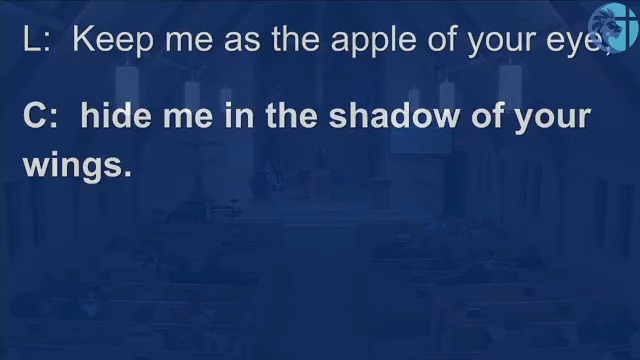 L: Keep me as the apple of your eye,
C: hide me in the shadow of your
wings.